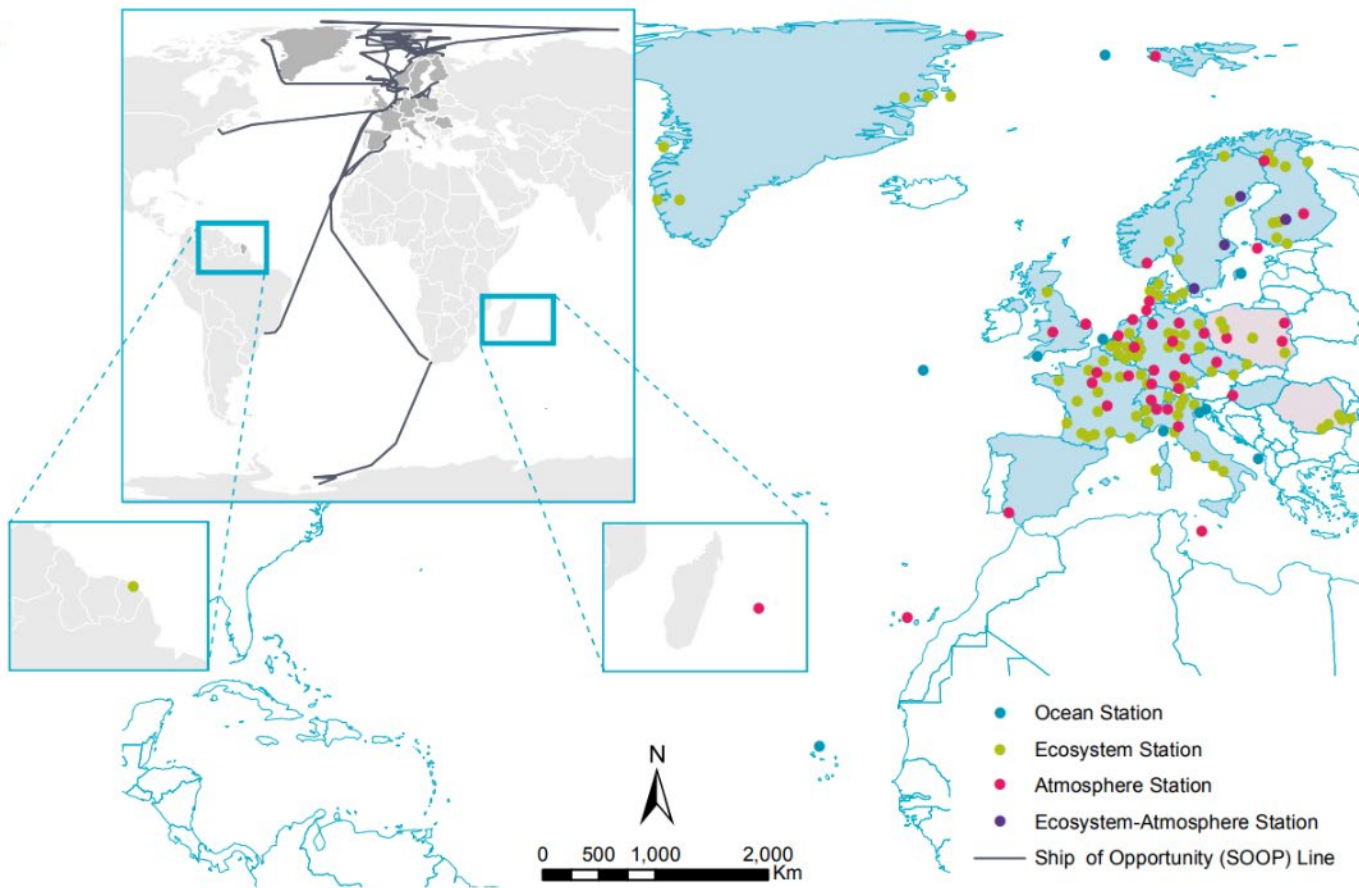 N
0 500 1,000 2,000
Km
Ocean Station
Ecosystem Station
Atmosphere Station
Ecosystem-Atmosphere Station
Ship of Opportunity (SOOP) Line